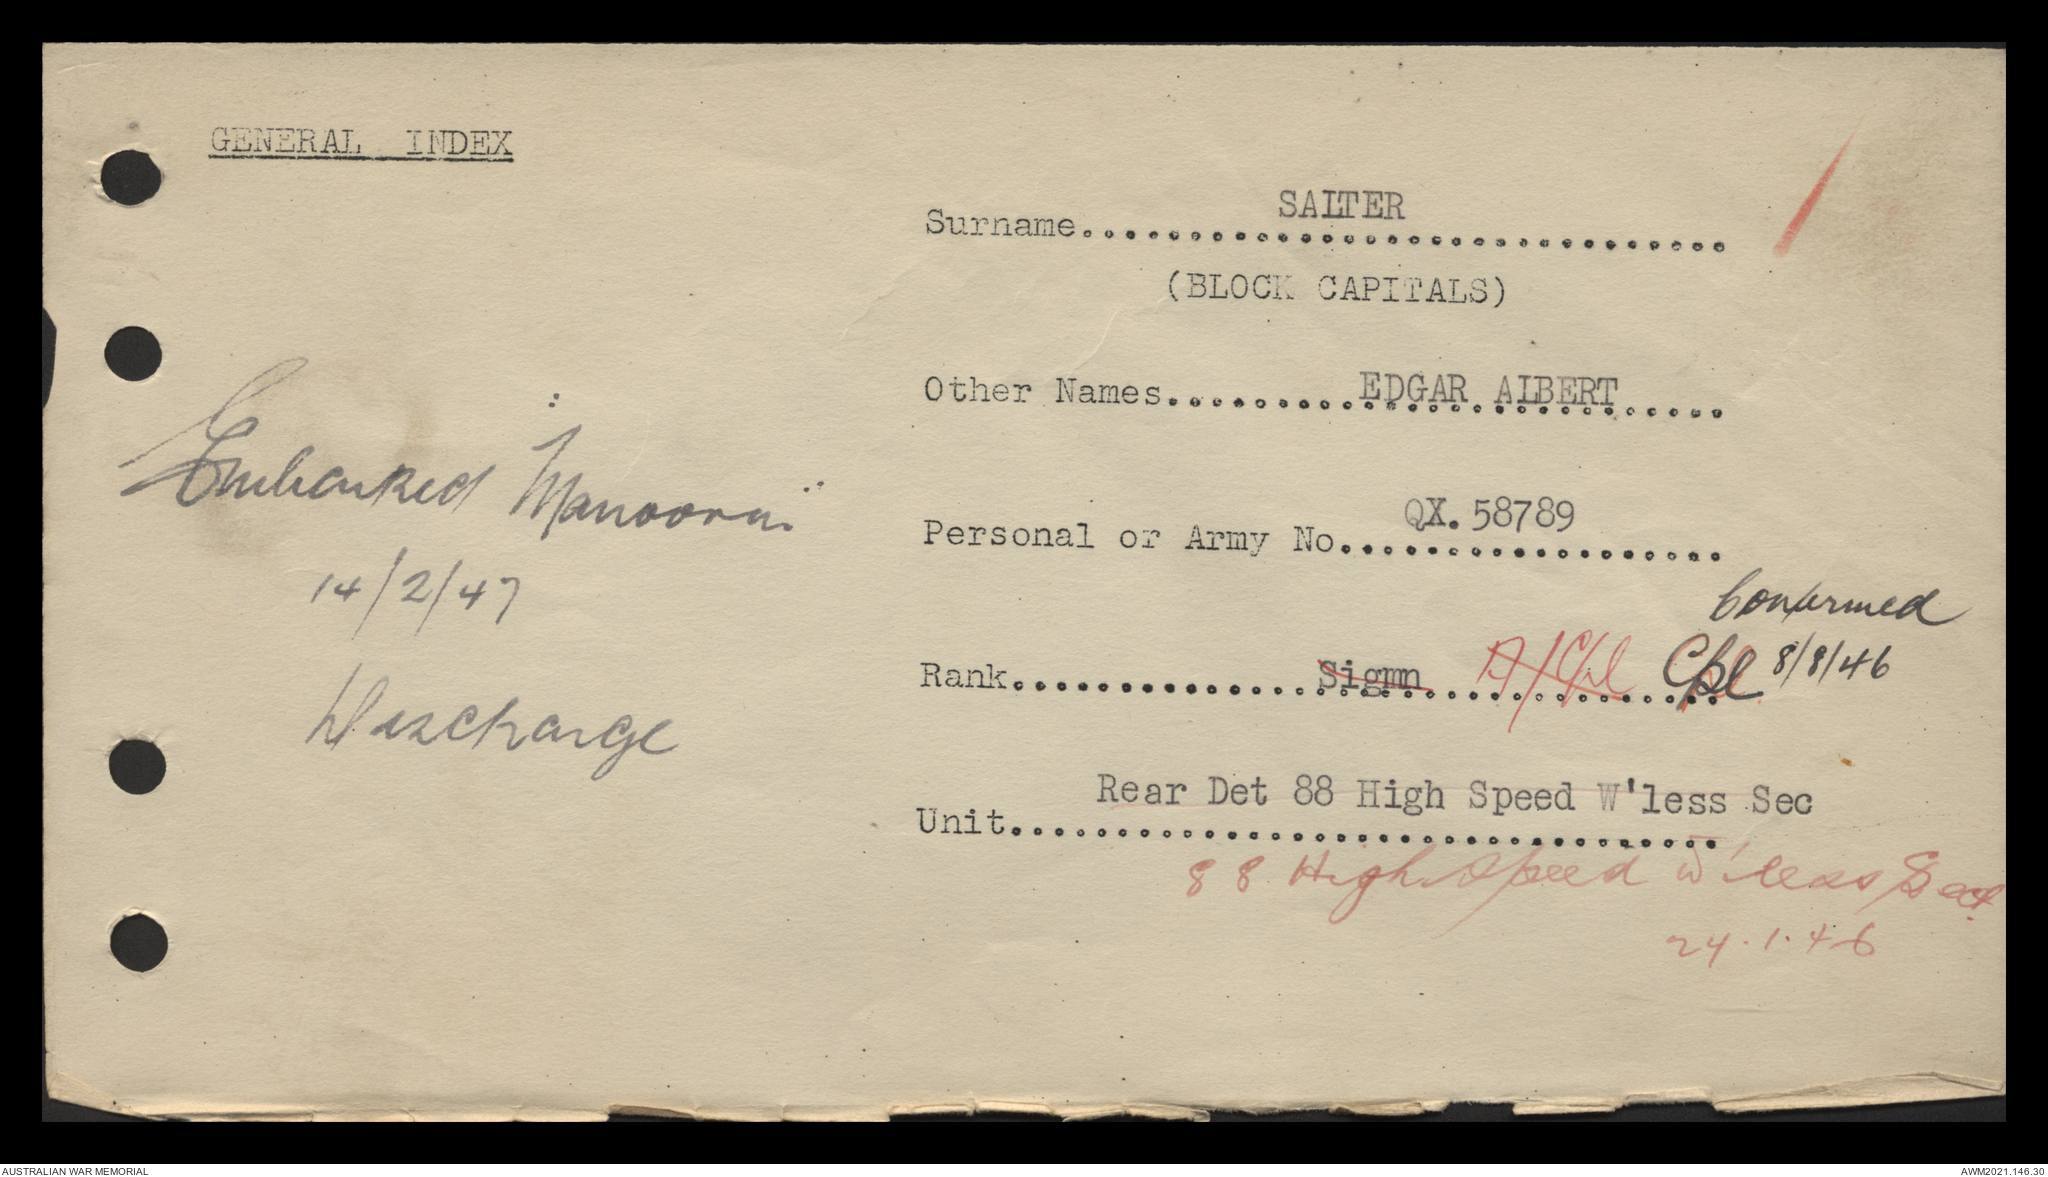 GENERAL INDEX
Surname.............................. SALTER
(BLOCK CAPITALS)
Other Names.......................... EDGAR ALBERT
Personal or Army No.................. QX. 58789
Confirmed
Rank................................. Sigmn A/Cpl Cpl 8/8/46
Unit................................. Rear Det 88 High Speed W'less Sec
88 High Speed W'less Sect.
24.1.46
Embarked "Manoora"
14/2/47
Discharge
AUSTRALIAN WAR MEMORIAL
AWM2021.146.30